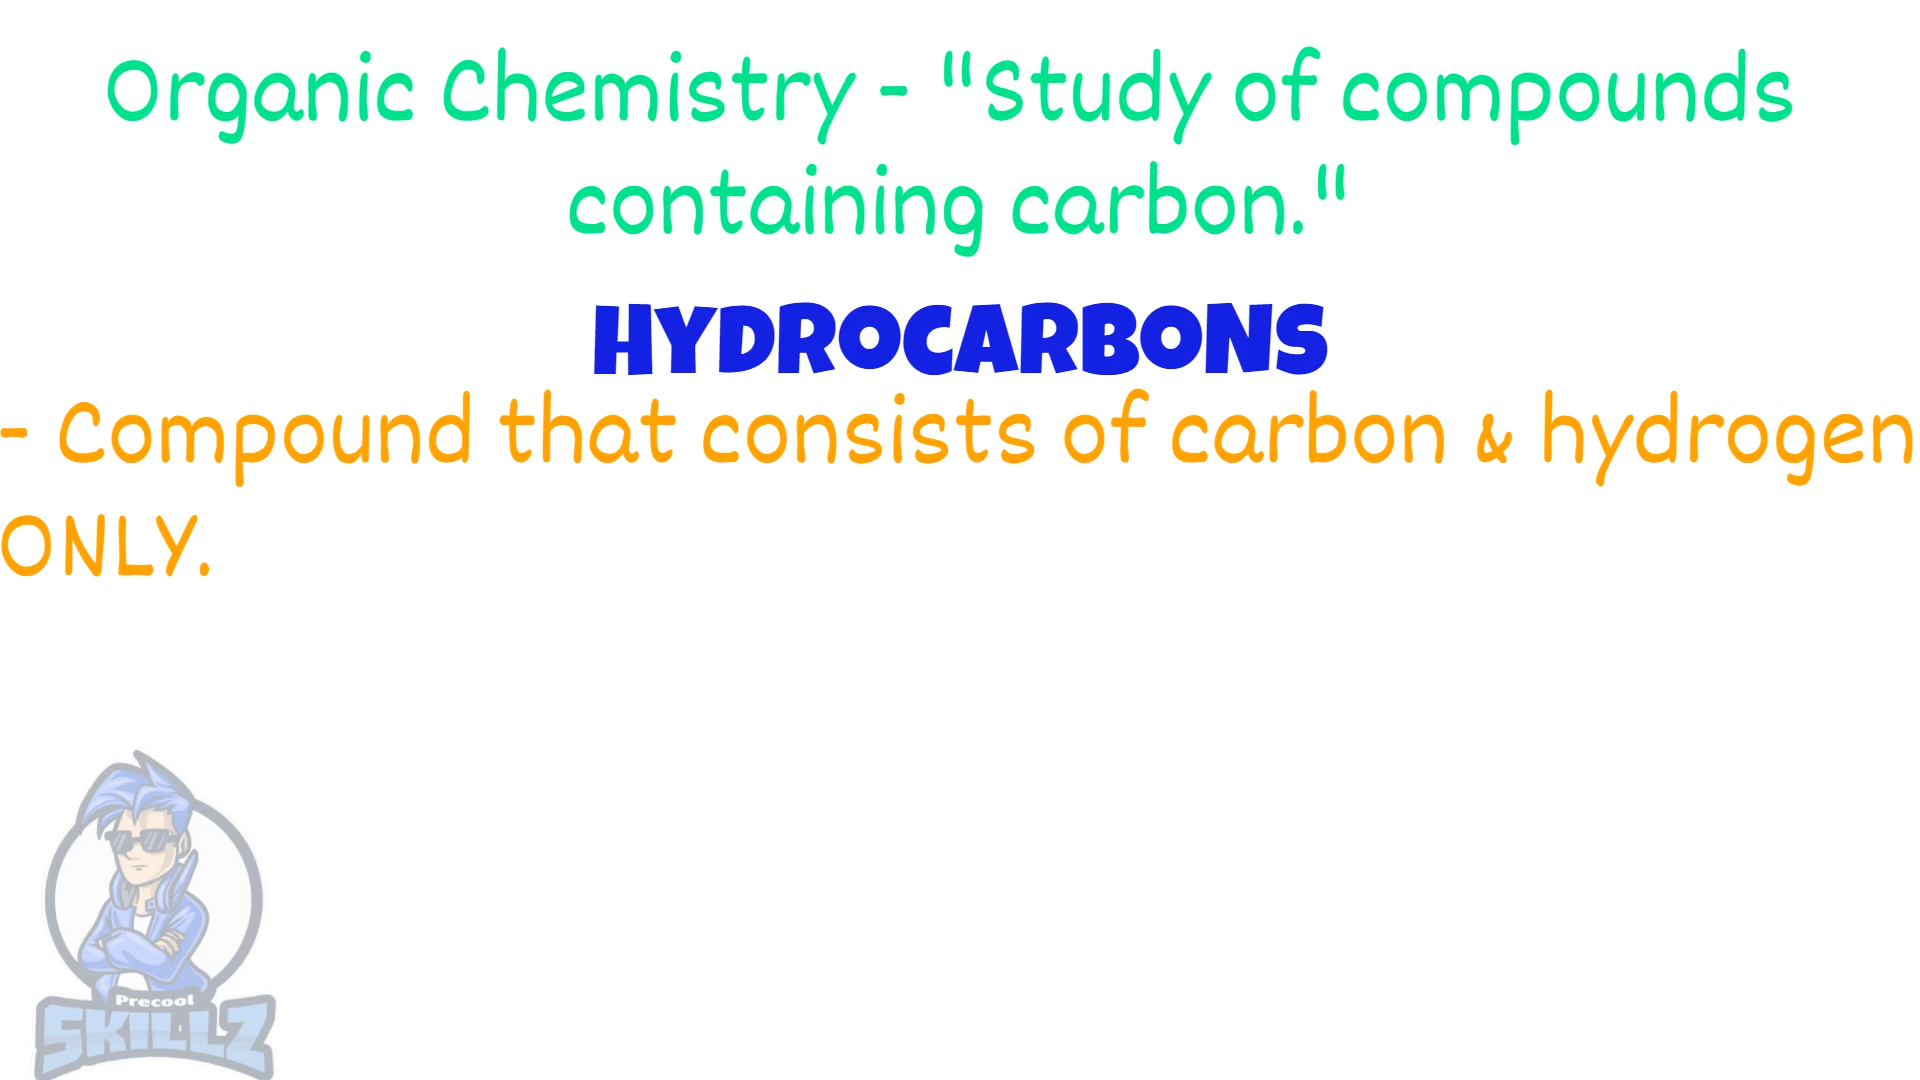 Organic Chemistry - "Study of compounds
containing carbon."
HYDROCARBONS
- Compound that consists of carbon & hydrogen
ONLY.
Precool
SKILLZ